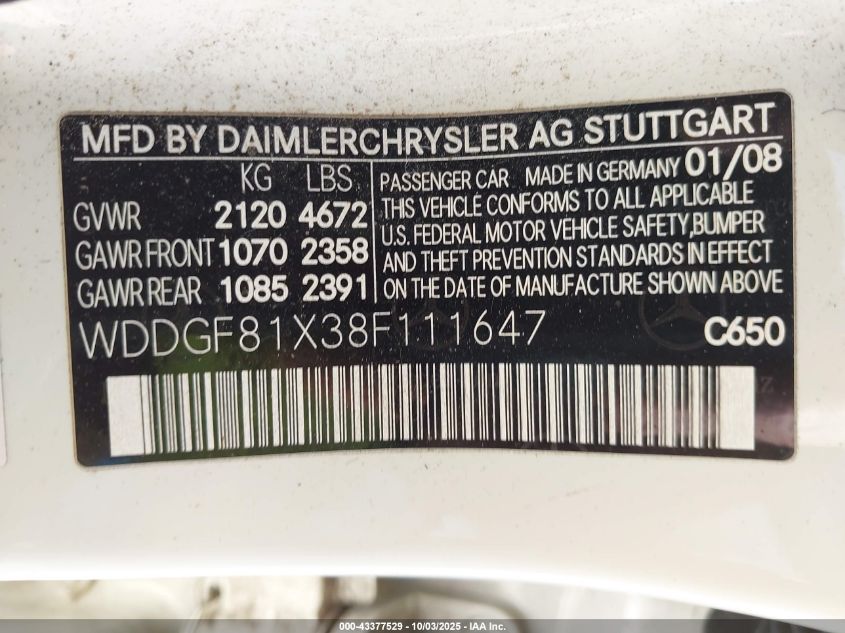 MFD BY DAIMLERCHRYSLER AG STUTTGART
KG LBS
GVWR 2120 4672
GAWR FRONT 1070 2358
GAWR REAR 1085 2391
PASSENGER CAR MADE IN GERMANY 01/08
THIS VEHICLE CONFORMS TO ALL APPLICABLE
U.S. FEDERAL MOTOR VEHICLE SAFETY,BUMPER
AND THEFT PREVENTION STANDARDS IN EFFECT
ON THE DATE OF MANUFACTURE SHOWN ABOVE
WDDGF81X38F111647 C650
000-43377529 - 10/03/2025 - IAA Inc.